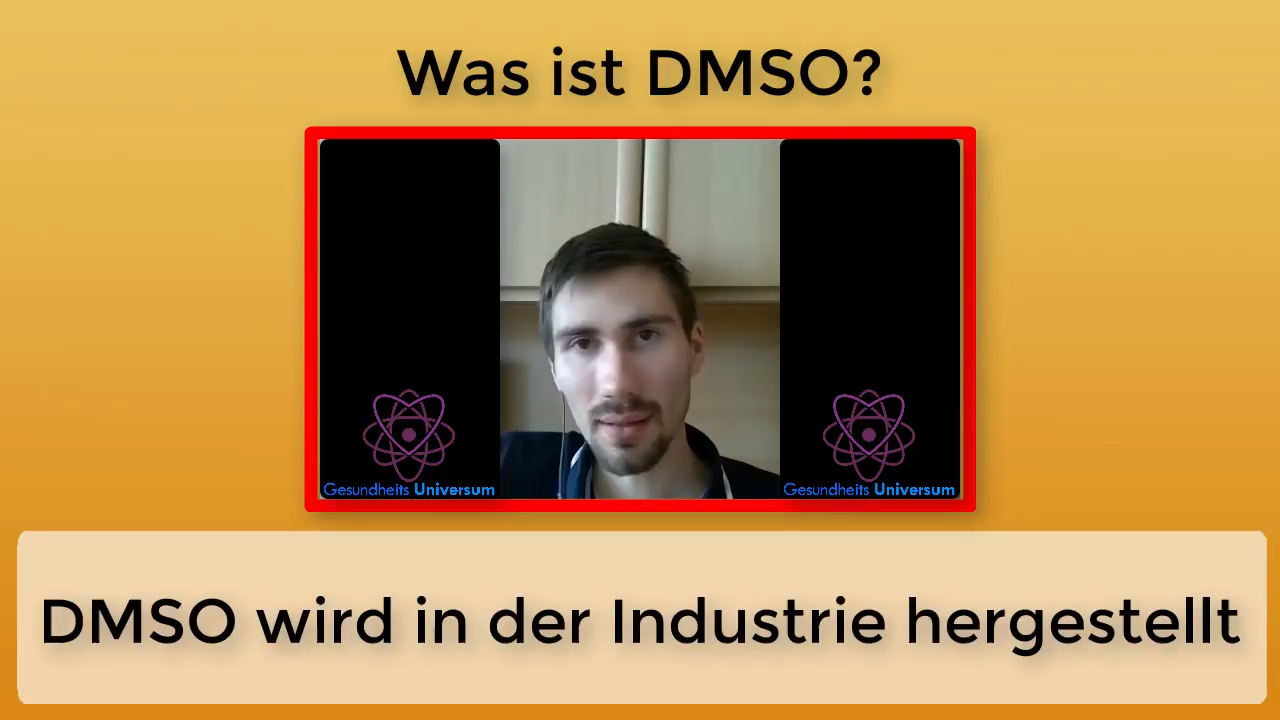 Was ist DMSO?
Gesundheits Universum
Gesundheits Universum
DMSO wird in der Industrie hergestellt